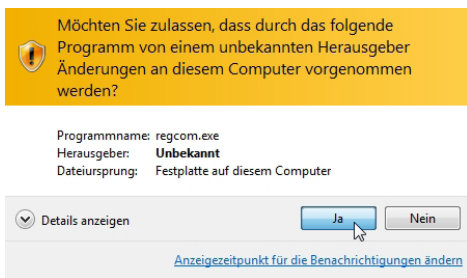 Möchten Sie zulassen, dass durch das folgende
Programm von einem unbekannten Herausgeber
Änderungen an diesem Computer vorgenommen
werden?
Programmname: regcom.exe
Herausgeber: Unbekannt
Dateiursprung: Festplatte auf diesem Computer
Details anzeigen
Ja
Nein
Anzeigezeitpunkt für die Benachrichtigungen ändern